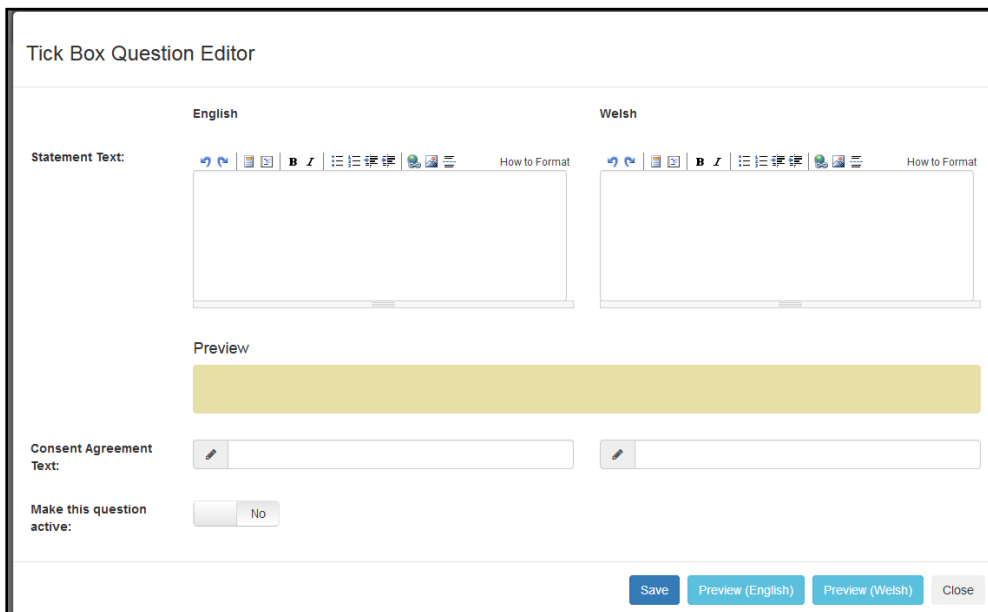 Tick Box Question Editor
English Welsh
Statement Text:
B I How to Format B I How to Format
Preview
Consent Agreement
Text:
Make this question
active:
No
Save Preview (English) Preview (Welsh) Close